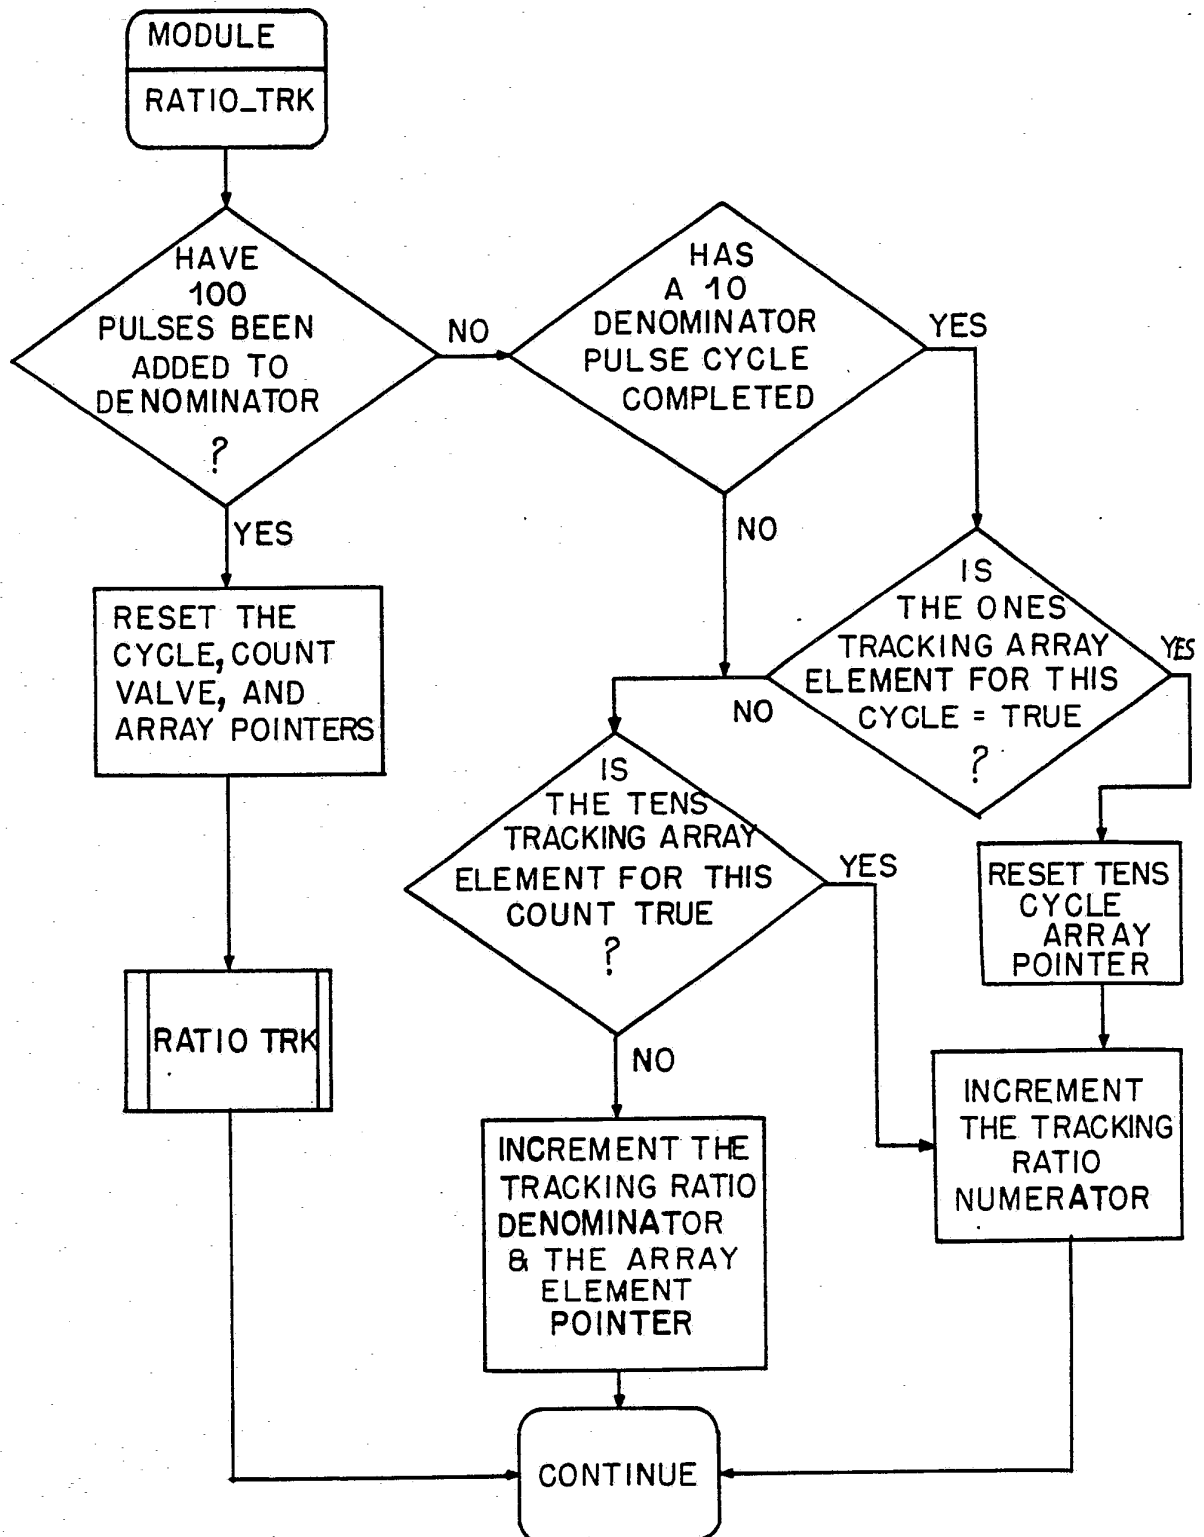 MODULE
RATIO_TRK
HAVE
100
PULSES BEEN
ADDED TO
DENOMINATOR
?
NO
YES
HAS
A 10
DENOMINATOR
PULSE CYCLE
COMPLETED
YES
NO
IS
THE ONES
TRACKING ARRAY
ELEMENT FOR THIS
CYCLE = TRUE
?
YES
NO
RESET THE
CYCLE, COUNT
VALVE, AND
ARRAY POINTERS
IS
THE TENS
TRACKING ARRAY
ELEMENT FOR THIS
COUNT TRUE
?
YES
NO
RESET TENS
CYCLE
ARRAY
POINTER
RATIO TRK
INCREMENT
THE TRACKING
RATIO
NUMERATOR
INCREMENT THE
TRACKING RATIO
DENOMINATOR
& THE ARRAY
ELEMENT
POINTER
CONTINUE